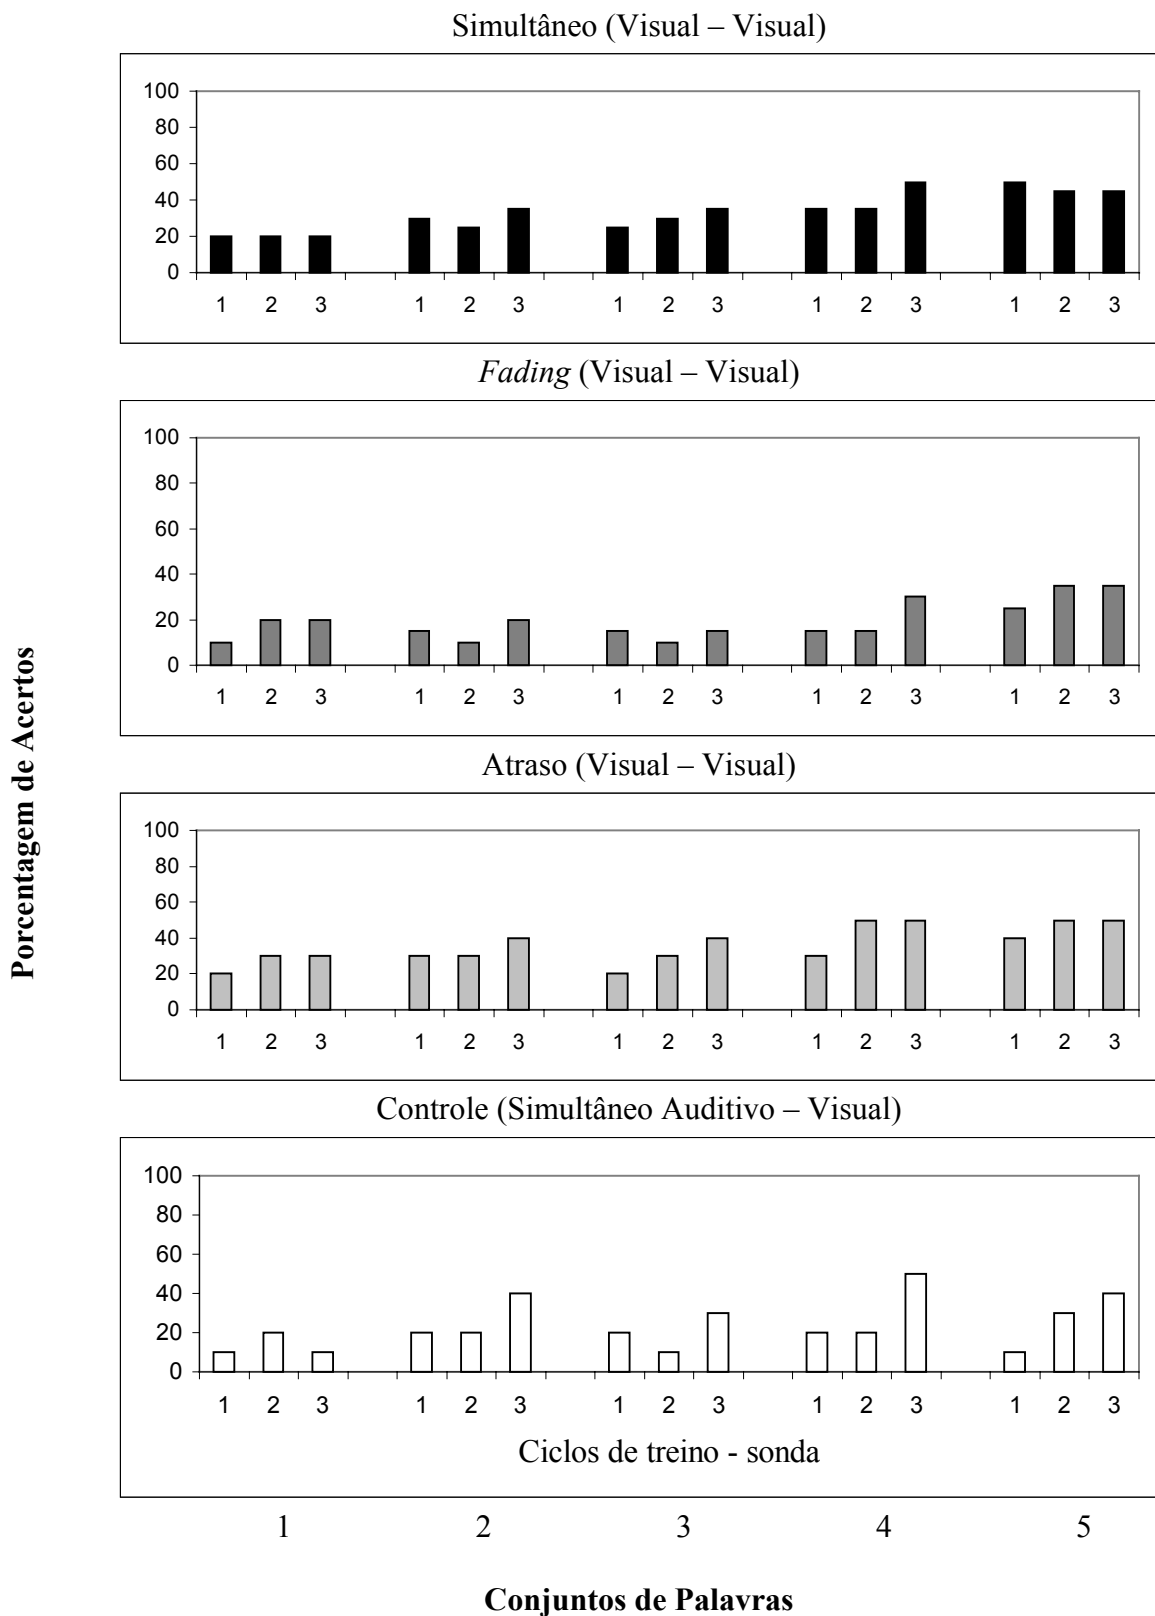 Simultâneo (Visual – Visual)
100
80
60
40
20
0
1 2 3 1 2 3 1 2 3 1 2 3 1 2 3
Fading (Visual – Visual)
100
80
60
40
20
0
1 2 3 1 2 3 1 2 3 1 2 3 1 2 3
Atraso (Visual – Visual)
100
80
60
40
20
0
1 2 3 1 2 3 1 2 3 1 2 3 1 2 3
Controle (Simultâneo Auditivo – Visual)
100
80
60
40
20
0
1 2 3 1 2 3 1 2 3 1 2 3 1 2 3
Ciclos de treino - sonda
1 2 3 4 5
Conjuntos de Palavras
Porcentagem de Acertos